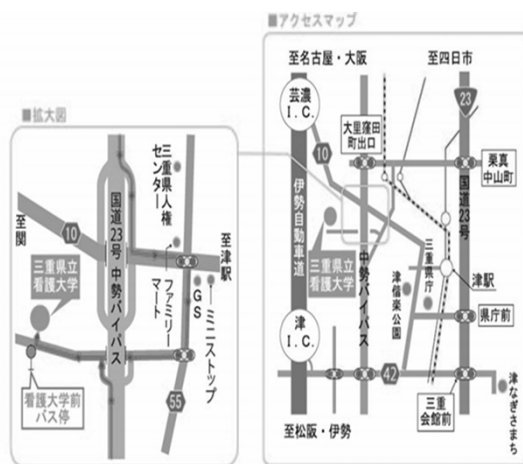 ■アクセスマップ
至名古屋・大阪
至四日市
芸濃
I.C.
23
大里窪田
町出口
10
栗真
中山町
伊勢自動車道
国道23号
三重県立
看護大学
中勢バイパス
三重県庁
津偕楽公園
津駅
県庁前
津
I.C.
42
三重
会館前
津なぎさまち
至松阪・伊勢
■拡大図
三重県人権
センター
国道23号 中勢バイパス
至関
10
至津駅
三重県立
看護大学
ファミリー
マート
GS
ミニストップ
看護大学前
バス停
55